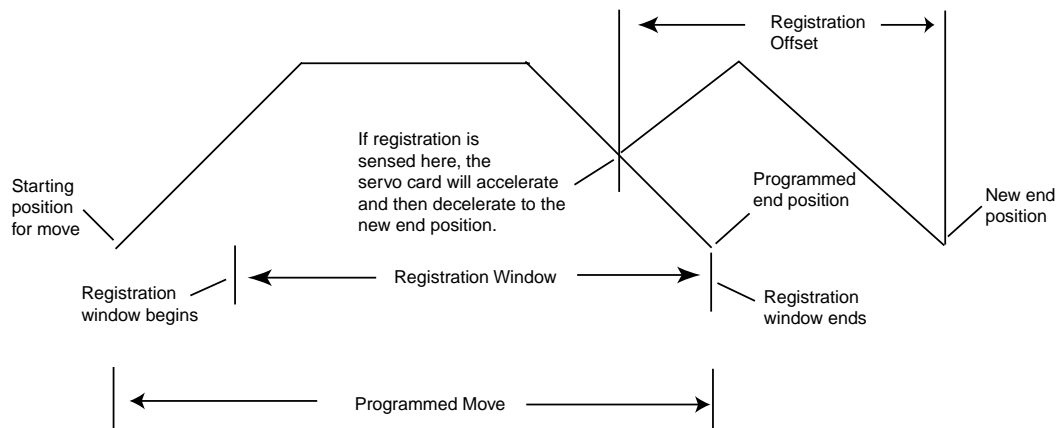 Registration
Offset
If registration is
sensed here, the
servo card will accelerate
and then decelerate to the
new end position.
Starting
position
for move
Programmed
end position
New end
position
Registration Window
Registration
window begins
Registration
window ends
Programmed Move